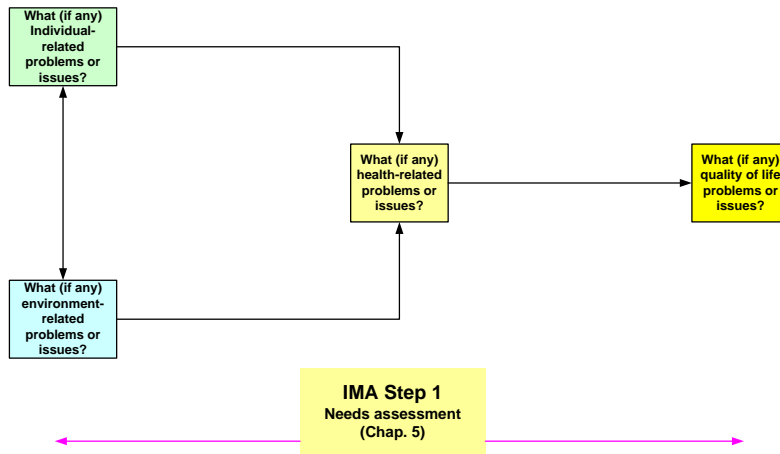 What (if any)
Individual-
related
problems or
issues?
What (if any)
health-related
problems or
issues?
What (if any)
quality of life
problems or
issues?
What (if any)
environment-
related
problems or
issues?
IMA Step 1
Needs assessment
(Chap. 5)